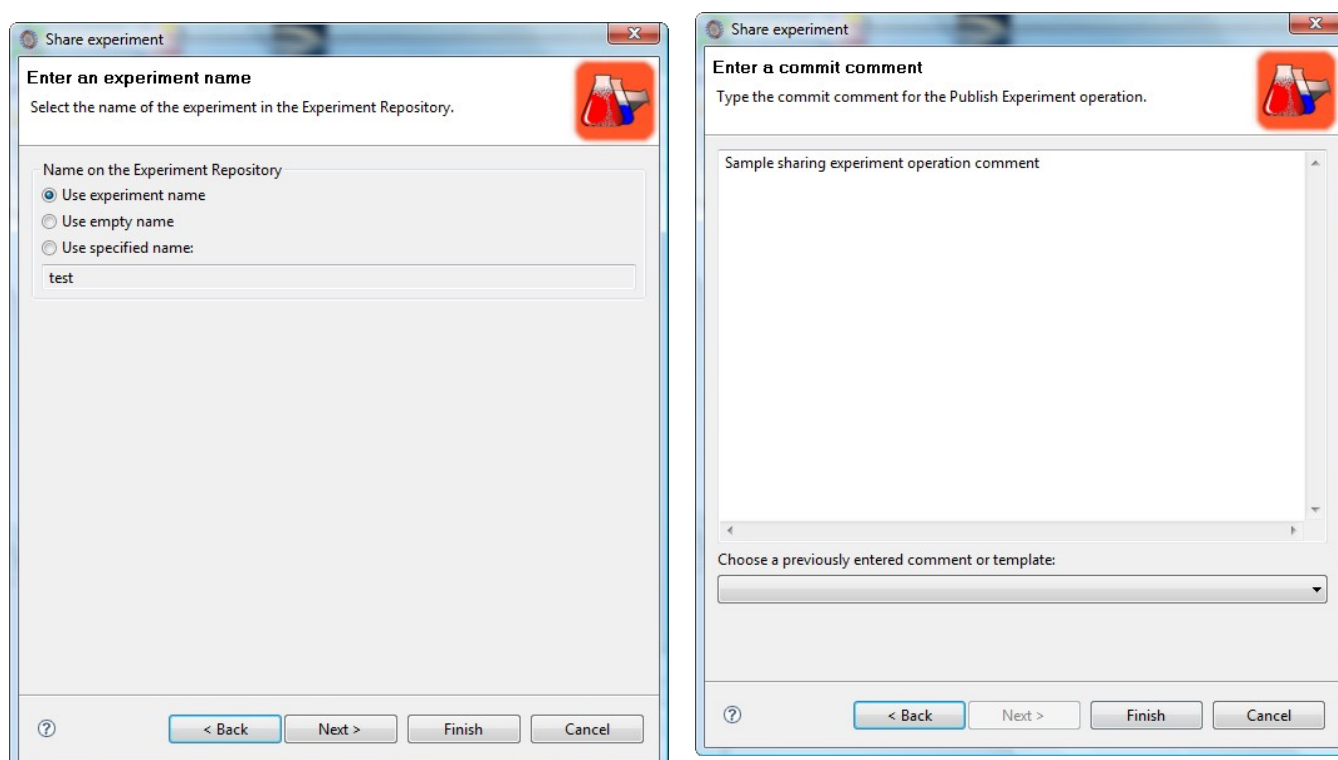 Share experiment
Enter an experiment name
Select the name of the experiment in the Experiment Repository.
Name on the Experiment Repository
Use experiment name
Use empty name
Use specified name:
test
< Back
Next >
Finish
Cancel
Share experiment
Enter a commit comment
Type the commit comment for the Publish Experiment operation.
Sample sharing experiment operation comment
Choose a previously entered comment or template:
< Back
Next >
Finish
Cancel